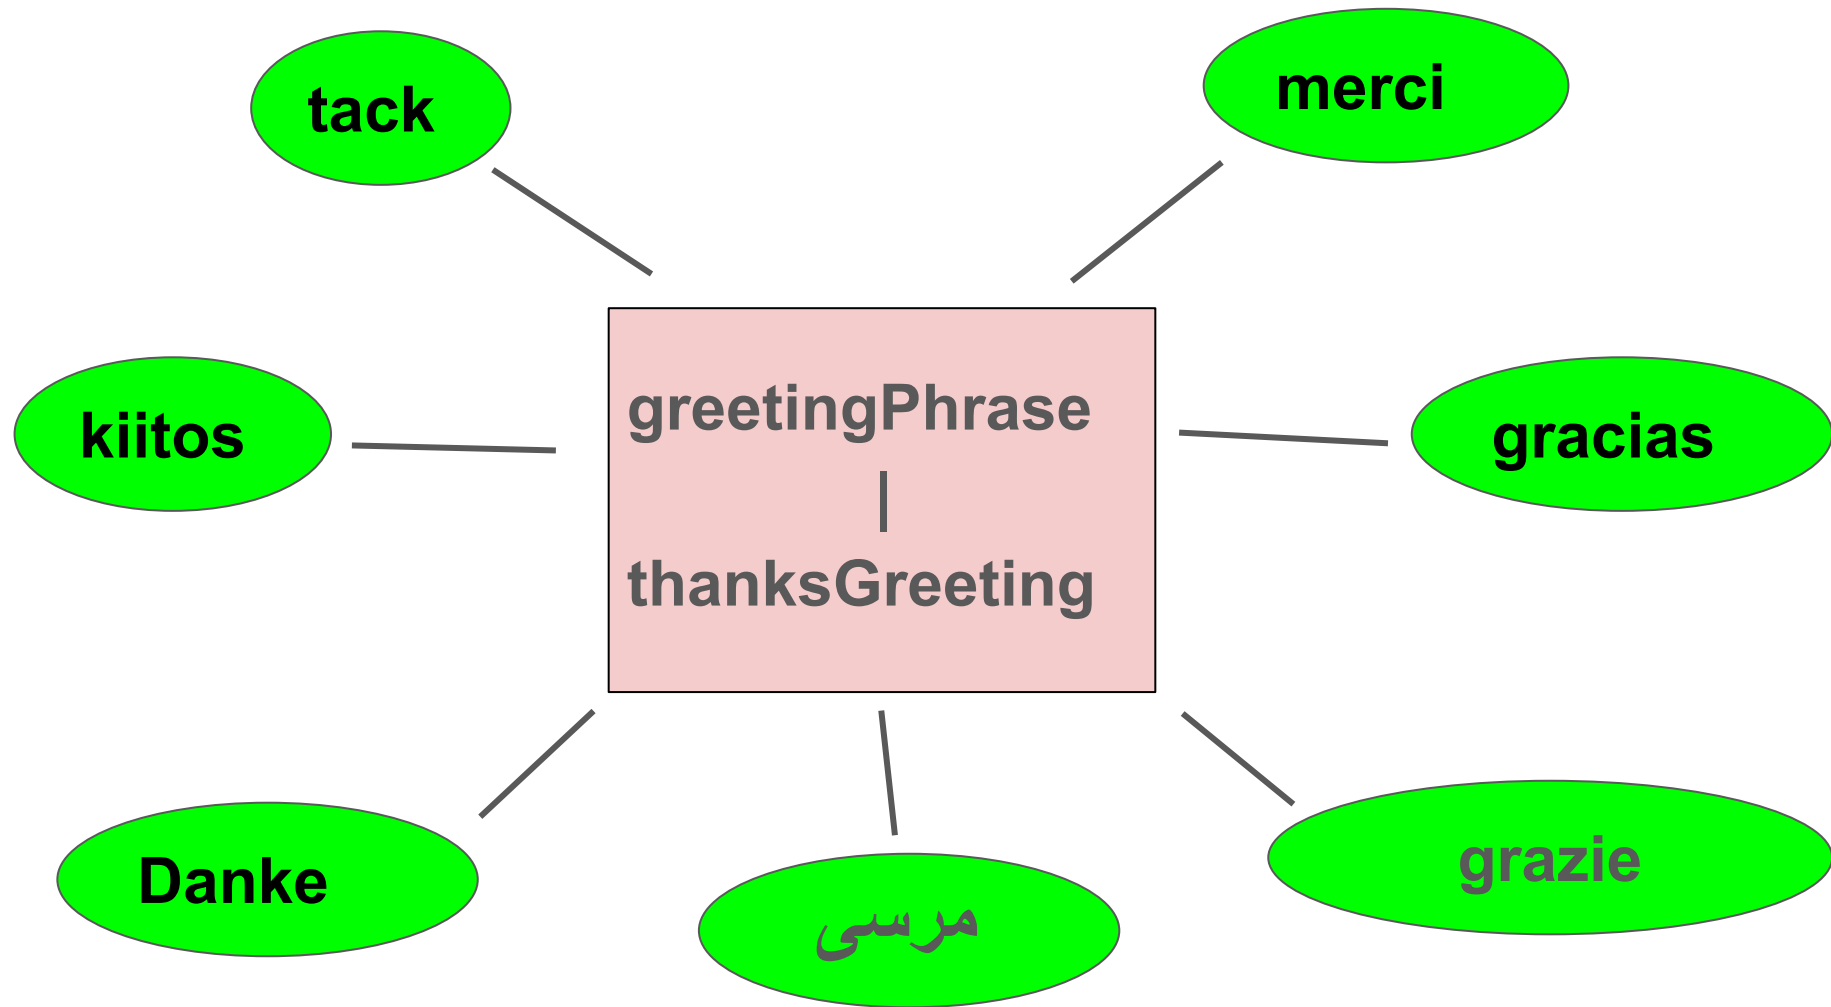 tack
merci
greetingPhrase
thanksGreeting
kiitos
gracias
Danke
مرسی
grazie